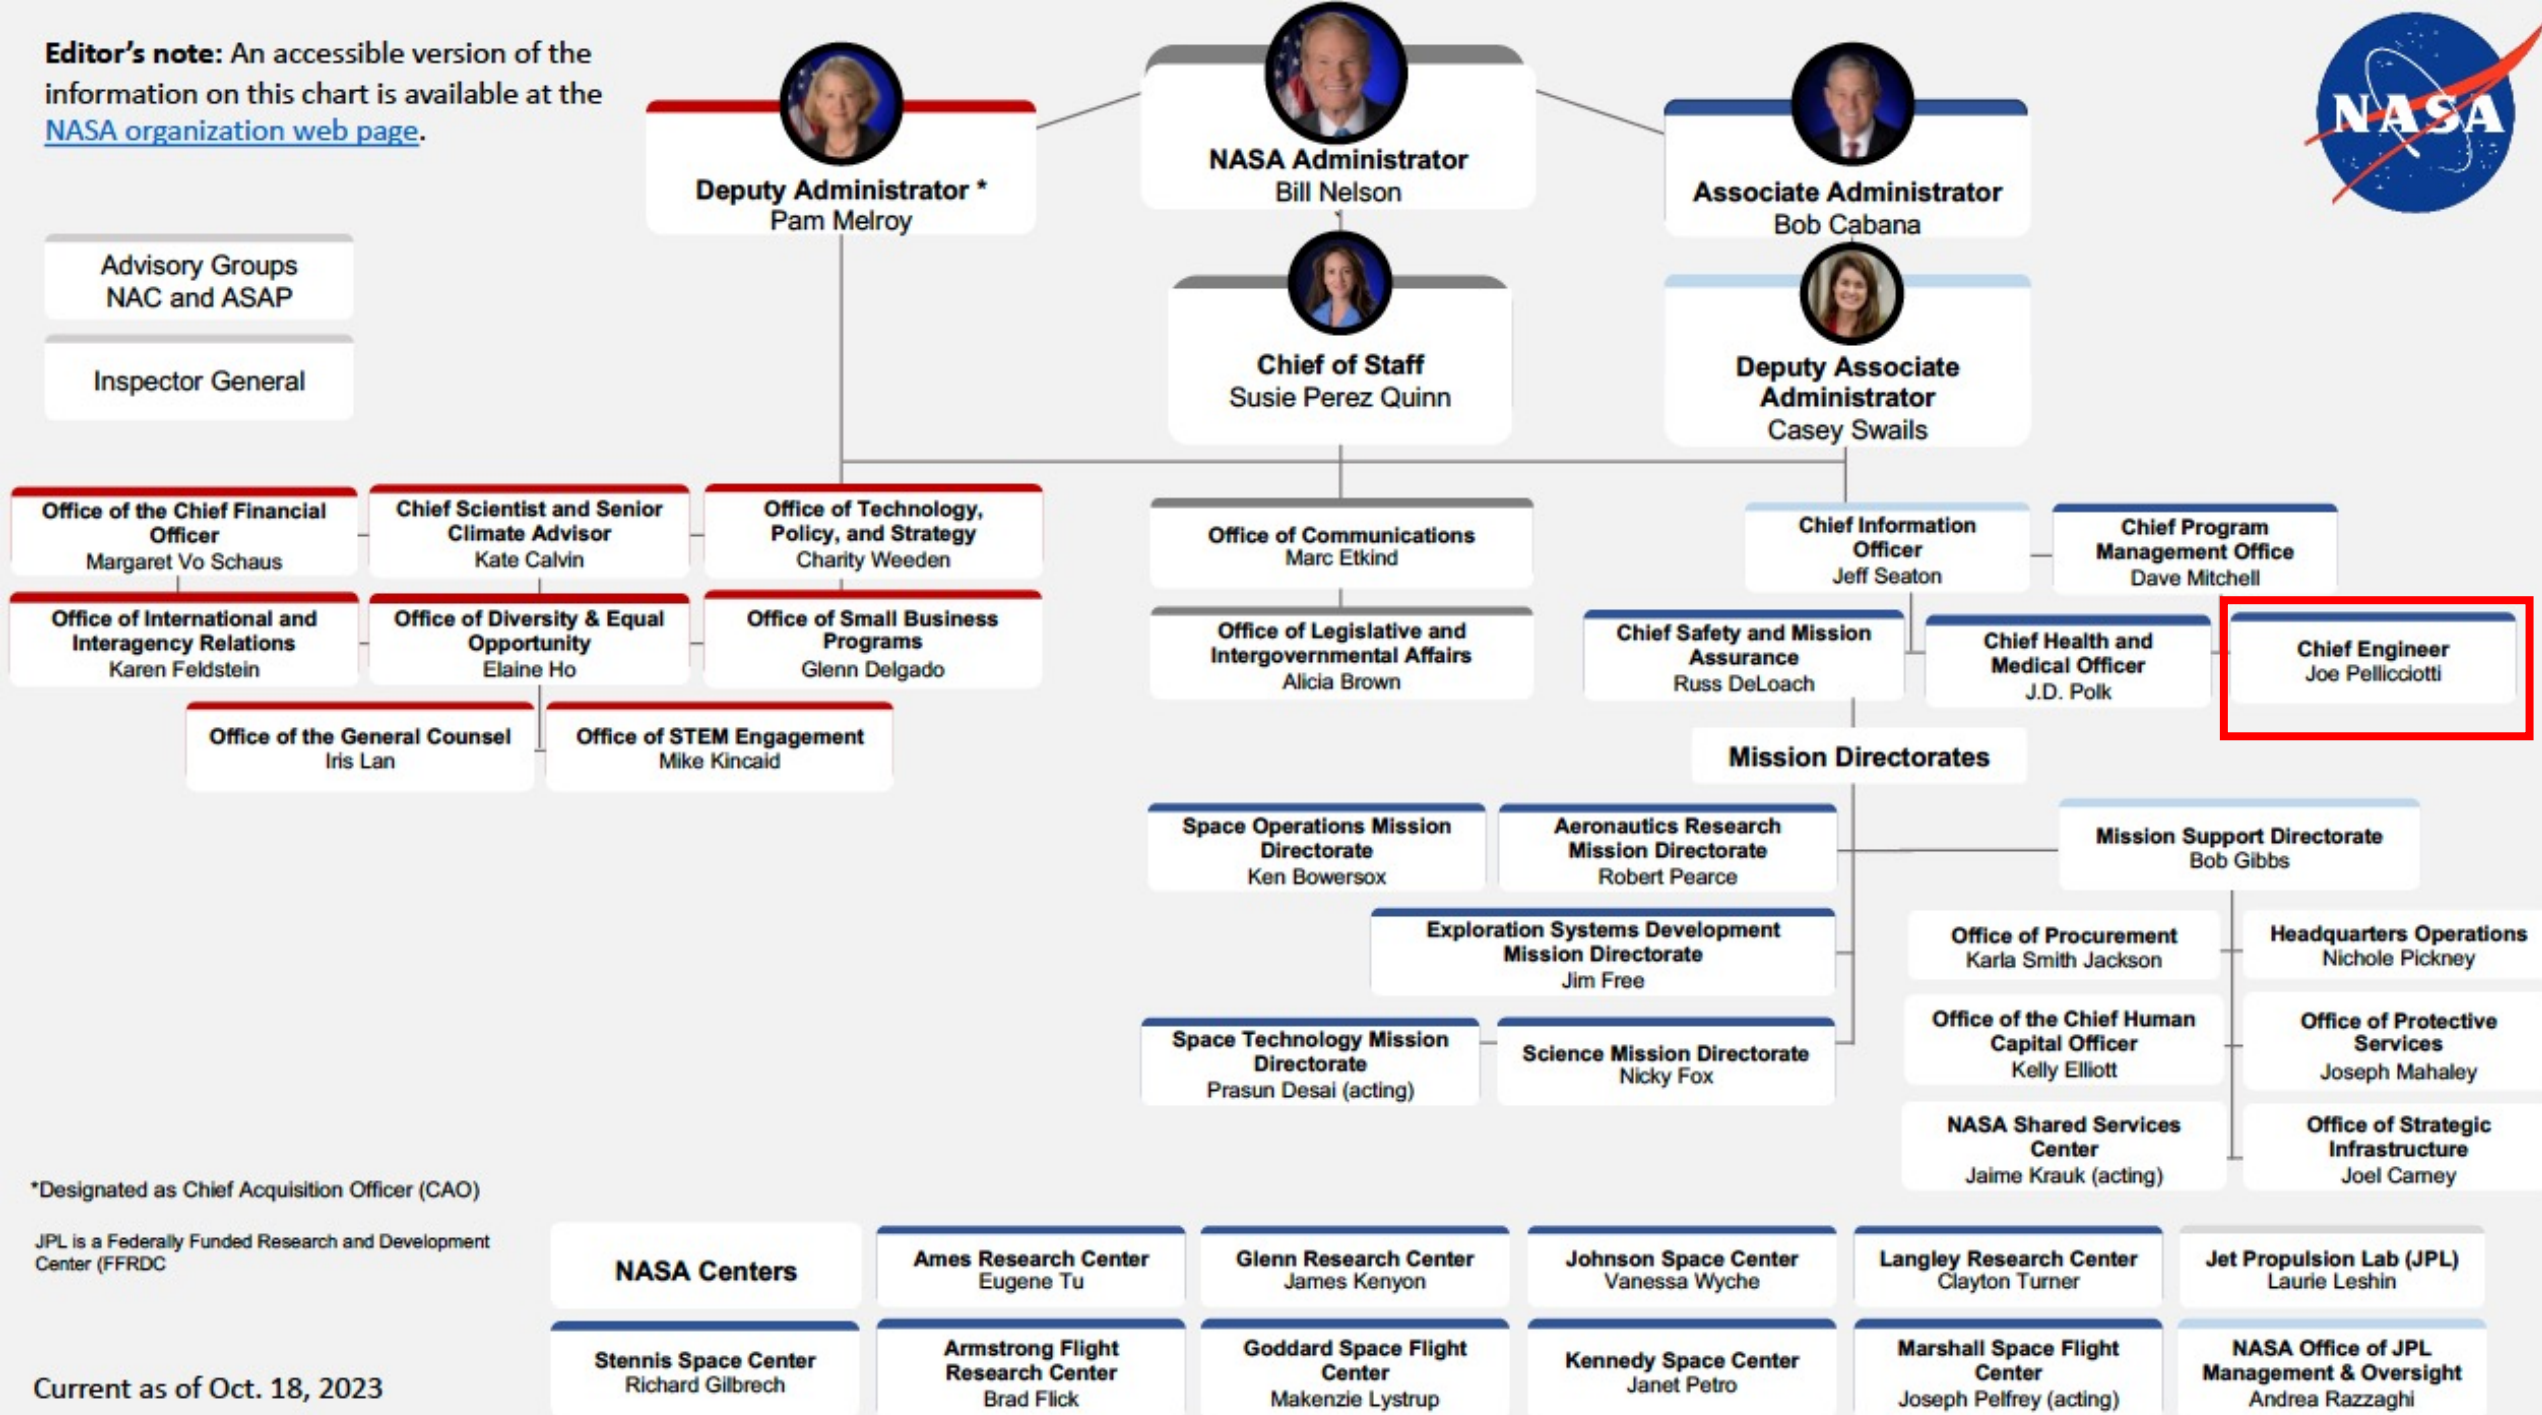 Editor's note: An accessible version of the
information on this chart is available at the
NASA organization web page.
NASA
NASA Administrator
Bill Nelson
Deputy Administrator *
Pam Melroy
Associate Administrator
Bob Cabana
Advisory Groups
NAC and ASAP
Inspector General
Chief of Staff
Susie Perez Quinn
Deputy Associate
Administrator
Casey Swails
Office of the Chief Financial
Officer
Margaret Vo Schaus
Chief Scientist and Senior
Climate Advisor
Kate Calvin
Office of Technology,
Policy, and Strategy
Charity Weeden
Office of International and
Interagency Relations
Karen Feldstein
Office of Diversity & Equal
Opportunity
Elaine Ho
Office of Small Business
Programs
Glenn Delgado
Office of the General Counsel
Iris Lan
Office of STEM Engagement
Mike Kincaid
Office of Communications
Marc Etkind
Office of Legislative and
Intergovernmental Affairs
Alicia Brown
Chief Information
Officer
Jeff Seaton
Chief Program
Management Office
Dave Mitchell
Chief Safety and Mission
Assurance
Russ DeLoach
Chief Health and
Medical Officer
J.D. Polk
Chief Engineer
Joe Pellicciotti
Mission Directorates
Space Operations Mission
Directorate
Ken Bowersox
Aeronautics Research
Mission Directorate
Robert Pearce
Exploration Systems Development
Mission Directorate
Jim Free
Space Technology Mission
Directorate
Prasun Desai (acting)
Science Mission Directorate
Nicky Fox
Mission Support Directorate
Bob Gibbs
Office of Procurement
Karla Smith Jackson
Headquarters Operations
Nichole Pickney
Office of the Chief Human
Capital Officer
Kelly Elliott
Office of Protective
Services
Joseph Mahaley
NASA Shared Services
Center
Jaime Krauk (acting)
Office of Strategic
Infrastructure
Joel Carney
*Designated as Chief Acquisition Officer (CAO)
JPL is a Federally Funded Research and Development
Center (FFRDC
Current as of Oct. 18, 2023
NASA Centers
Ames Research Center
Eugene Tu
Glenn Research Center
James Kenyon
Johnson Space Center
Vanessa Wyche
Langley Research Center
Clayton Turner
Jet Propulsion Lab (JPL)
Laurie Leshin
Stennis Space Center
Richard Gilbrech
Armstrong Flight
Research Center
Brad Flick
Goddard Space Flight
Center
Makenzie Lystrup
Kennedy Space Center
Janet Petro
Marshall Space Flight
Center
Joseph Pelfrey (acting)
NASA Office of JPL
Management & Oversight
Andrea Razzaghi